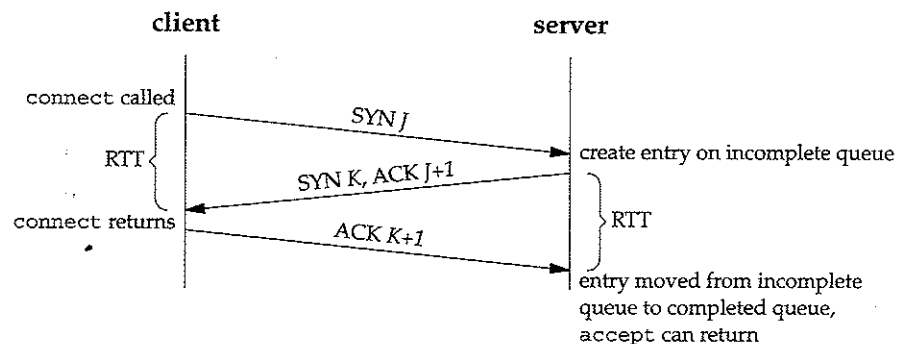 client
server
connect called
SYN J
RTT
create entry on incomplete queue
SYN K, ACK J+1
connect returns
RTT
ACK K+1
entry moved from incomplete
queue to completed queue,
accept can return